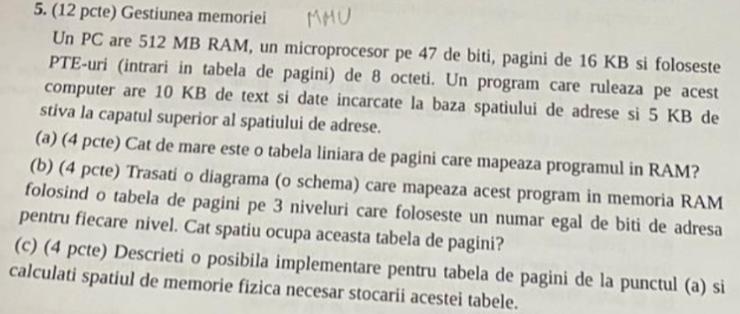 5. (12 pcte) Gestiunea memoriei MMU
Un PC are 512 MB RAM, un microprocesor pe 47 de biti, pagini de 16 KB si foloseste
PTE-uri (intrari in tabela de pagini) de 8 octeti. Un program care ruleaza pe acest
computer are 10 KB de text si date incarcate la baza spatiului de adrese si 5 KB de
stiva la capatul superior al spatiului de adrese.
(a) (4 pcte) Cat de mare este o tabela liniara de pagini care mapeaza programul in RAM?
(b) (4 pcte) Trasati o diagrama (o schema) care mapeaza acest program in memoria RAM
folosind o tabela de pagini pe 3 niveluri care foloseste un numar egal de biti de adresa
pentru fiecare nivel. Cat spatiu ocupa aceasta tabela de pagini?
(c) (4 pcte) Descrieti o posibila implementare pentru tabela de pagini de la punctul (a) si
calculati spatiul de memorie fizica necesar stocarii acestei tabele.